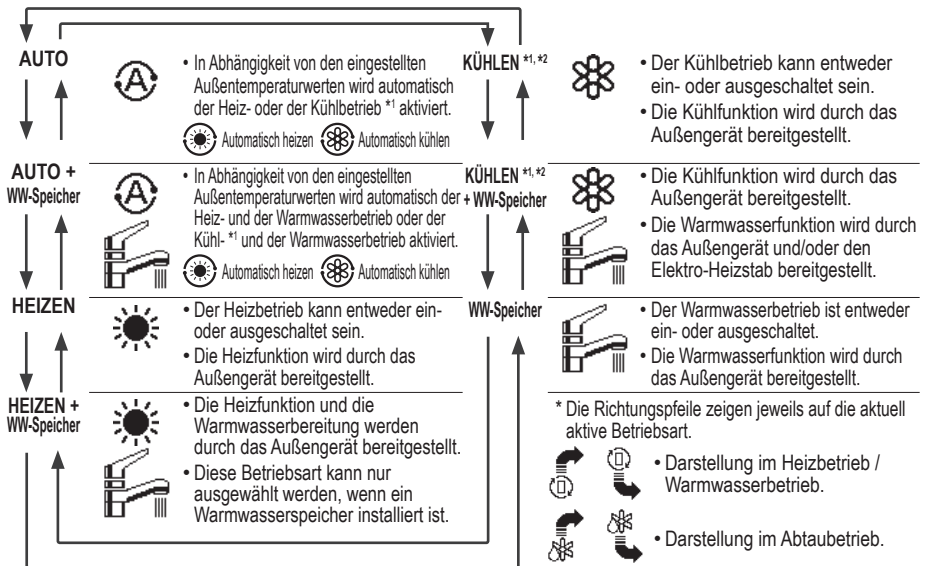 AUTO
• In Abhängigkeit von den eingestellten
Außentemperaturwerten wird automatisch
der Heiz- oder der Kühlbetrieb *1 aktiviert.
Automatisch heizen Automatisch kühlen
AUTO +
WW-Speicher
• In Abhängigkeit von den eingestellten
Außentemperaturwerten wird automatisch der
Heiz- und der Warmwasserbetrieb oder der
Kühl- *1 und der Warmwasserbetrieb aktiviert.
Automatisch heizen Automatisch kühlen
HEIZEN
• Der Heizbetrieb kann entweder ein-
oder ausgeschaltet sein.
• Die Heizfunktion wird durch das
Außengerät bereitgestellt.
HEIZEN +
WW-Speicher
• Die Heizfunktion und die
Warmwasserbereitung werden
durch das Außengerät bereitgestellt.
• Diese Betriebsart kann nur
ausgewählt werden, wenn ein
Warmwasserspeicher installiert ist.
KÜHLEN *1, *2
• Der Kühlbetrieb kann entweder
ein- oder ausgeschaltet sein.
• Die Kühlfunktion wird durch das
Außengerät bereitgestellt.
KÜHLEN *1, *2
+ WW-Speicher
• Die Kühlfunktion wird durch das
Außengerät bereitgestellt.
• Die Warmwasserfunktion wird durch
das Außengerät und/oder den
Elektro-Heizstab bereitgestellt.
WW-Speicher
• Der Warmwasserbetrieb ist entweder
ein- oder ausgeschaltet.
• Die Warmwasserfunktion wird durch
das Außengerät bereitgestellt.
* Die Richtungspfeile zeigen jeweils auf die aktuell
aktive Betriebsart.
• Darstellung im Heizbetrieb /
Warmwasserbetrieb.
• Darstellung im Abtaubetrieb.